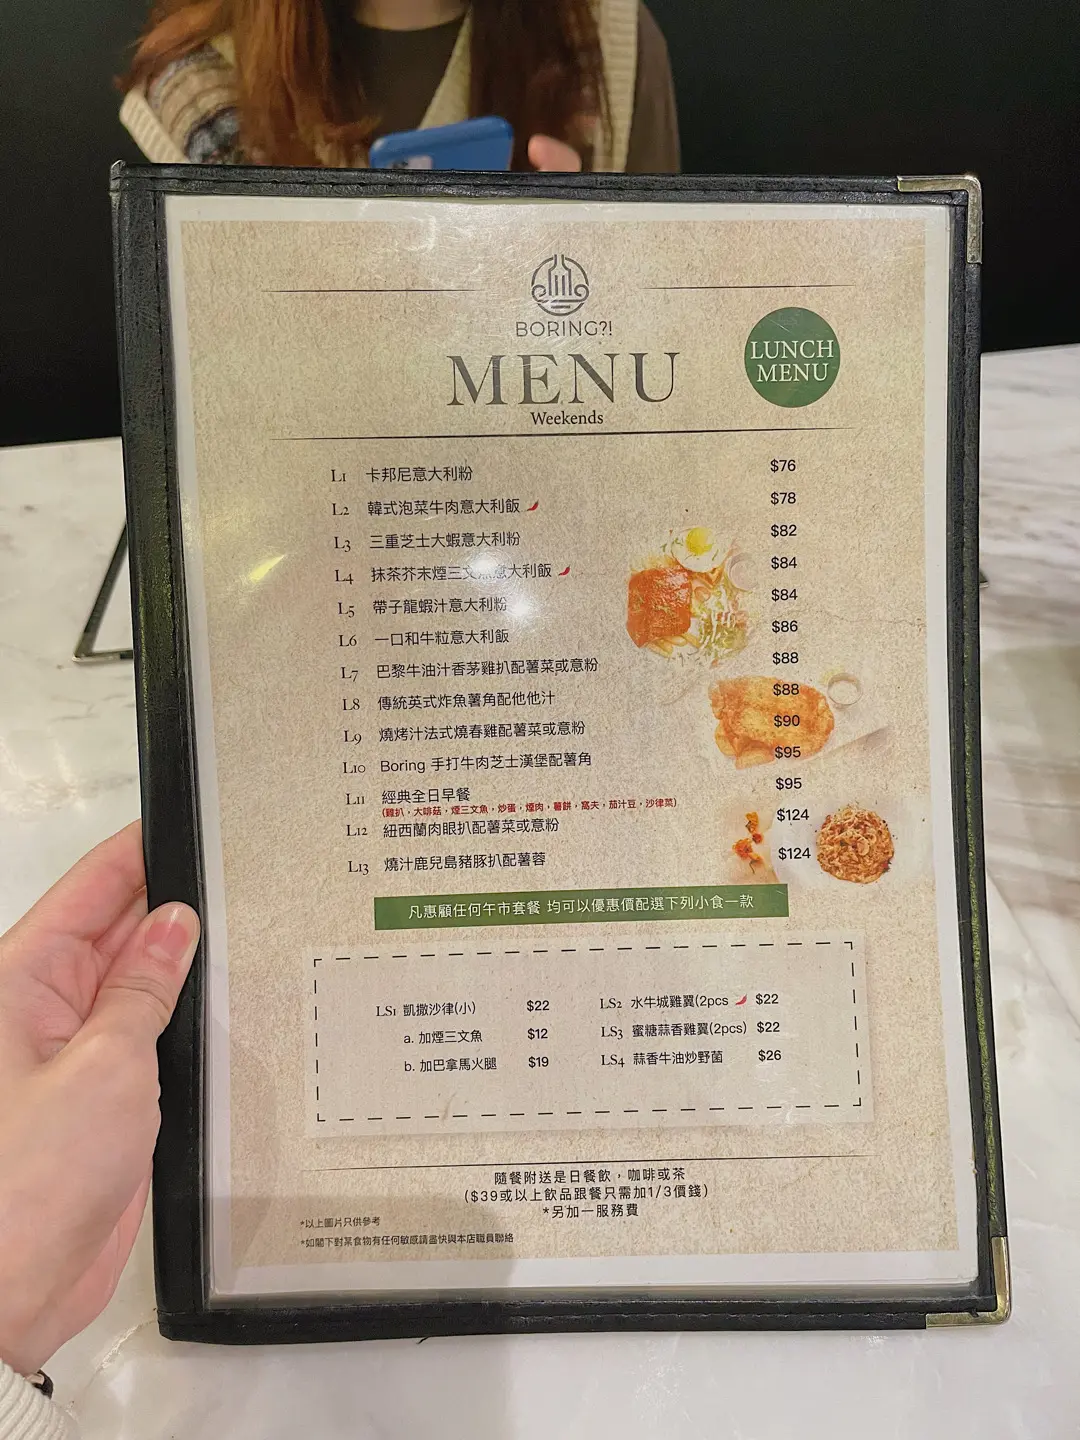 BORING?!
MENU
Weekends
LUNCH
MENU
L1 卡邦尼意大利粉 $76
L2 韓式泡菜牛肉意大利飯 $78
L3 三重芝士大蝦意大利粉 $82
L4 抹茶芥末煙三文魚意大利飯 $84
L5 帶子龍蝦汁意大利粉 $84
L6 一口和牛粒意大利飯 $86
L7 巴黎牛油汁香茅雞扒配薯菜或意粉 $88
L8 傳統英式炸魚薯角配他他汁 $88
L9 燒烤汁法式燒春雞配薯菜或意粉 $90
L10 Boring 手打牛肉芝士漢堡配薯角 $95
L11 經典全日早餐 $95
(雞扒，大啡菇，煙三文魚，炒蛋，煙肉，薯餅，窩夫，茄汁豆，沙律菜)
L12 紐西蘭肉眼扒配薯菜或意粉 $124
L13 燒汁鹿兒島豬豚扒配薯蓉 $124
凡惠顧任何午市套餐 均可以優惠價配選下列小食一款
LS1 凱撒沙律(小) $22
a. 加煙三文魚 $12
b. 加巴拿馬火腿 $19
LS2 水牛城雞翼(2pcs $22
LS3 蜜糖蒜香雞翼(2pcs) $22
LS4 蒜香牛油炒野菌 $26
隨餐附送是日餐飲，咖啡或茶
($39或以上飲品跟餐只需加1/3價錢)
*另加一服務費
*以上圖片只供參考
*如閣下對某食物有任何敏感請盡快與本店職員聯絡